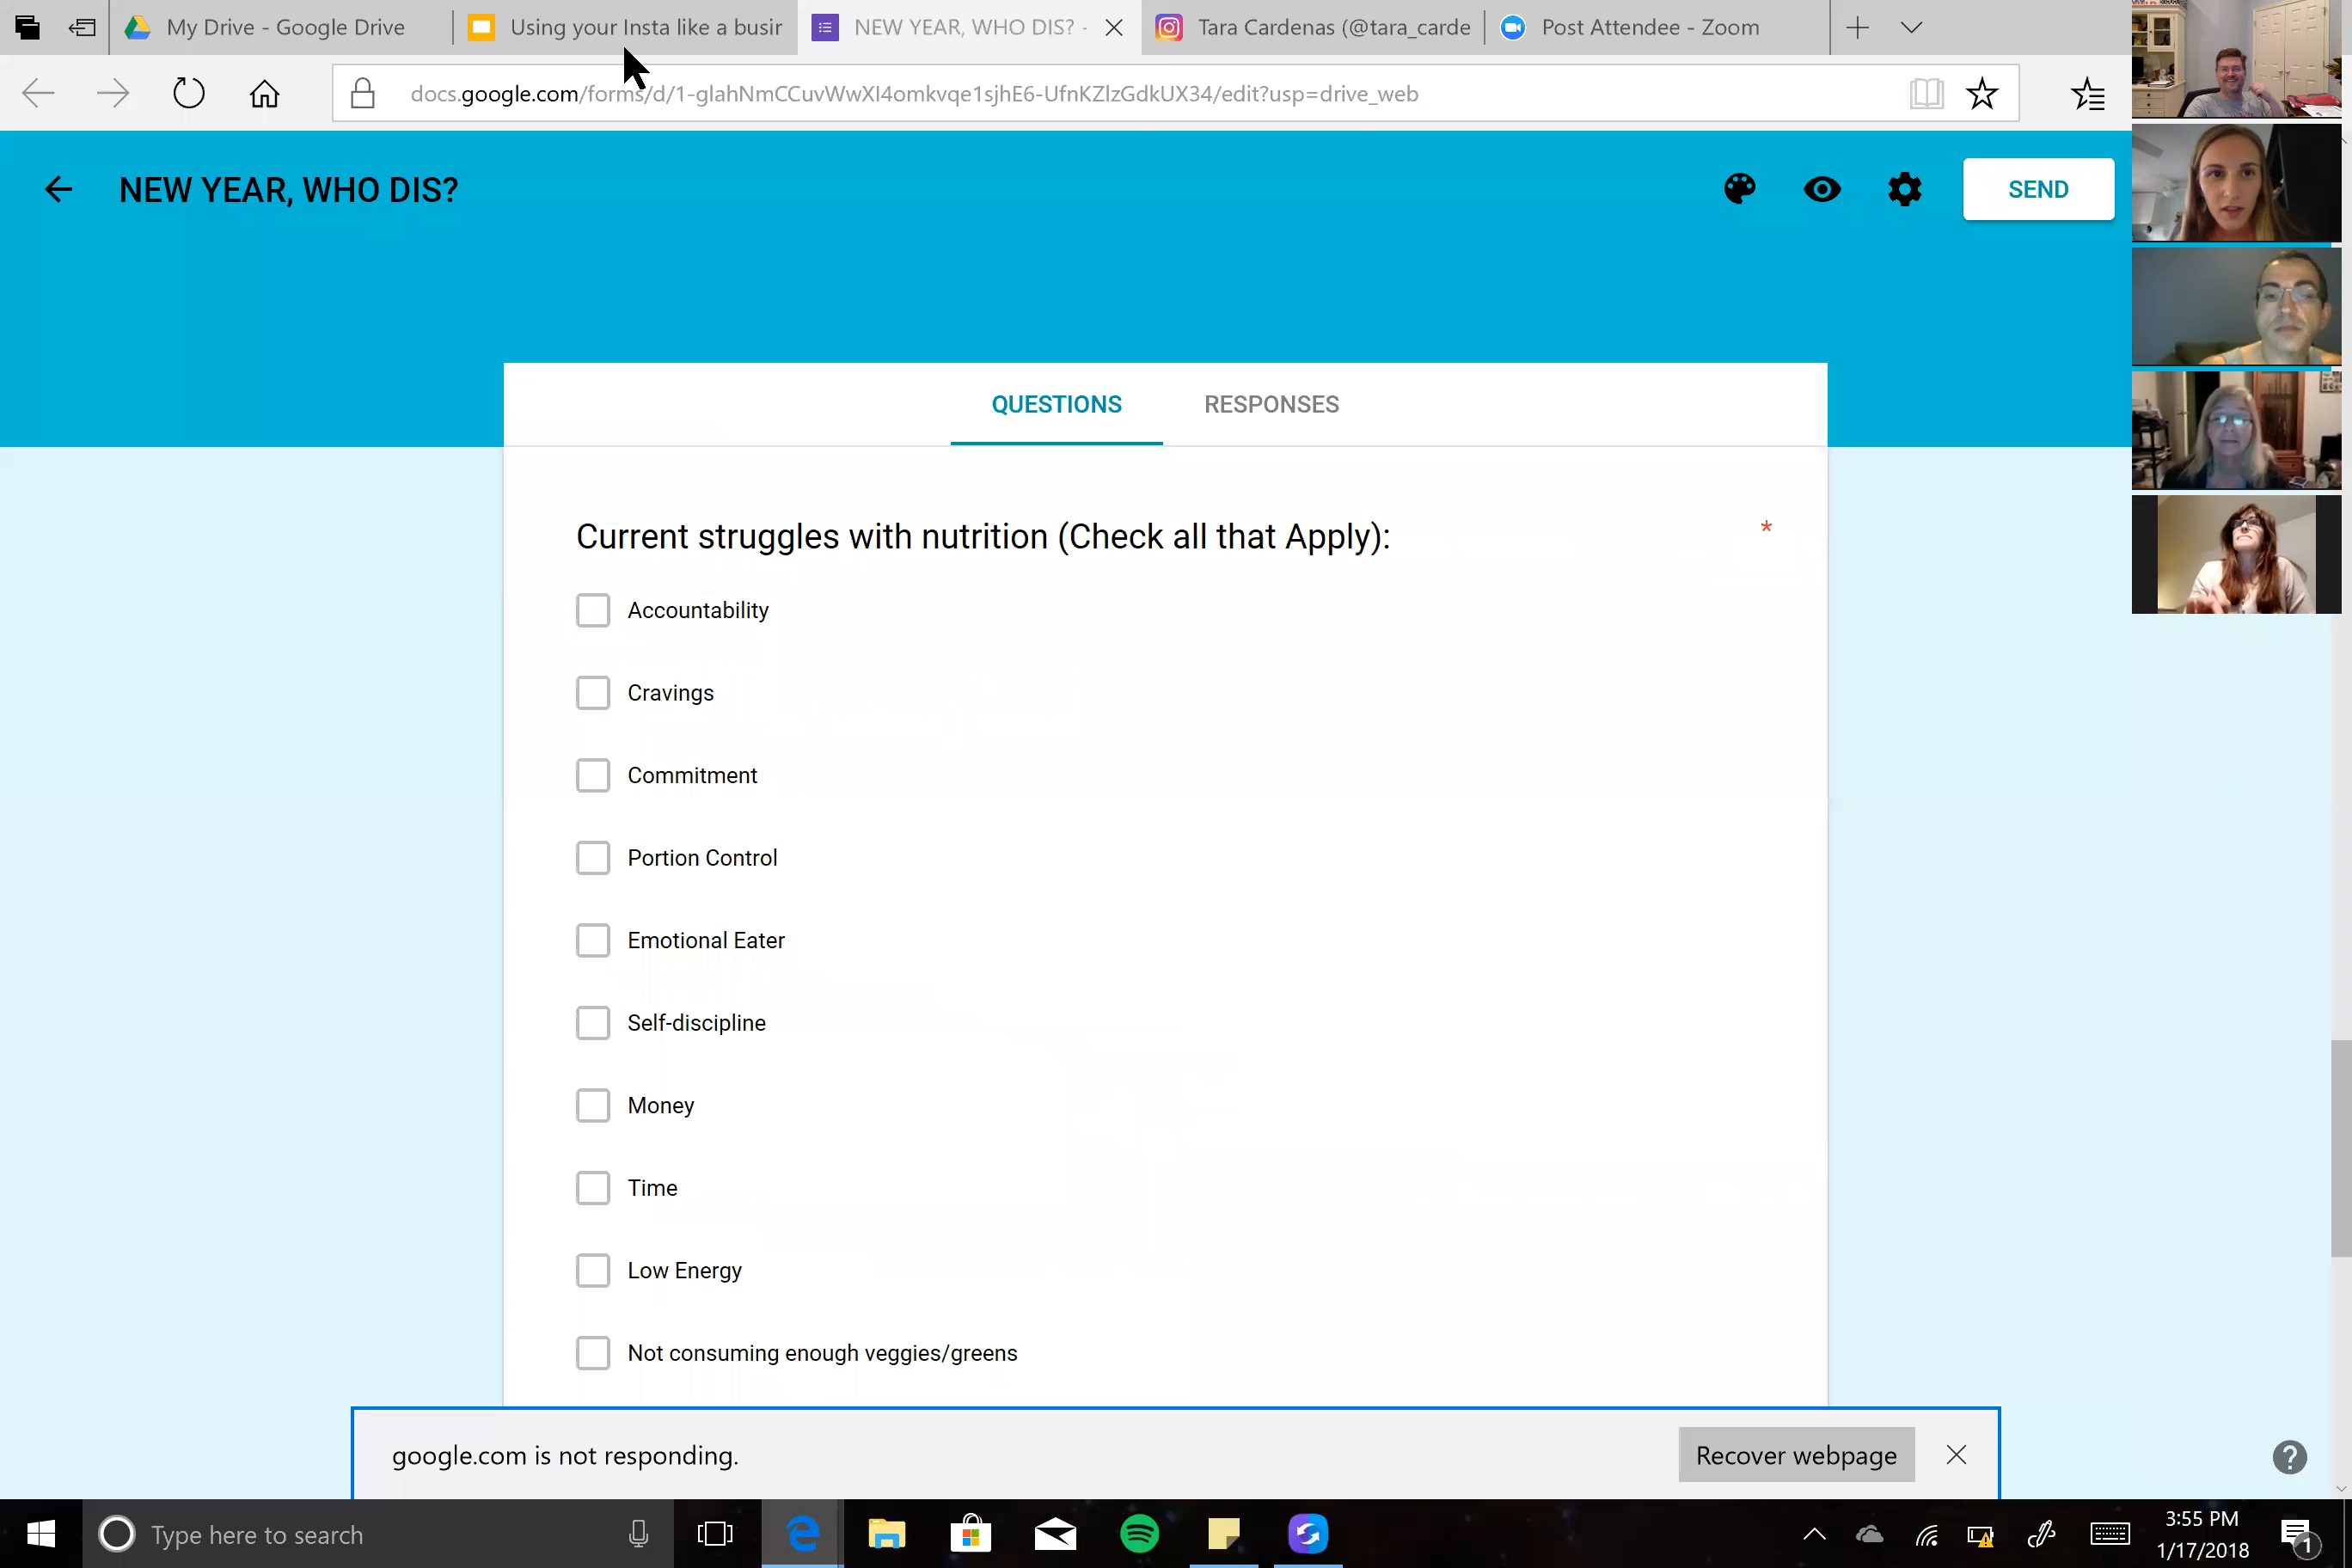 My Drive - Google Drive
Using your Insta like a busir
NEW YEAR, WHO DIS? -
Tara Cardenas (@tara_carde
Post Attendee - Zoom
docs.google.com/forms/d/1-glahNmCCuvWwXI4omkvqe1sjhE6-UfnKZlzGdkUX34/edit?usp=drive_web
NEW YEAR, WHO DIS?
SEND
QUESTIONS
RESPONSES
Current struggles with nutrition (Check all that Apply): *
Accountability
Cravings
Commitment
Portion Control
Emotional Eater
Self-discipline
Money
Time
Low Energy
Not consuming enough veggies/greens
google.com is not responding.
Recover webpage
Type here to search
3:55 PM
1/17/2018
1